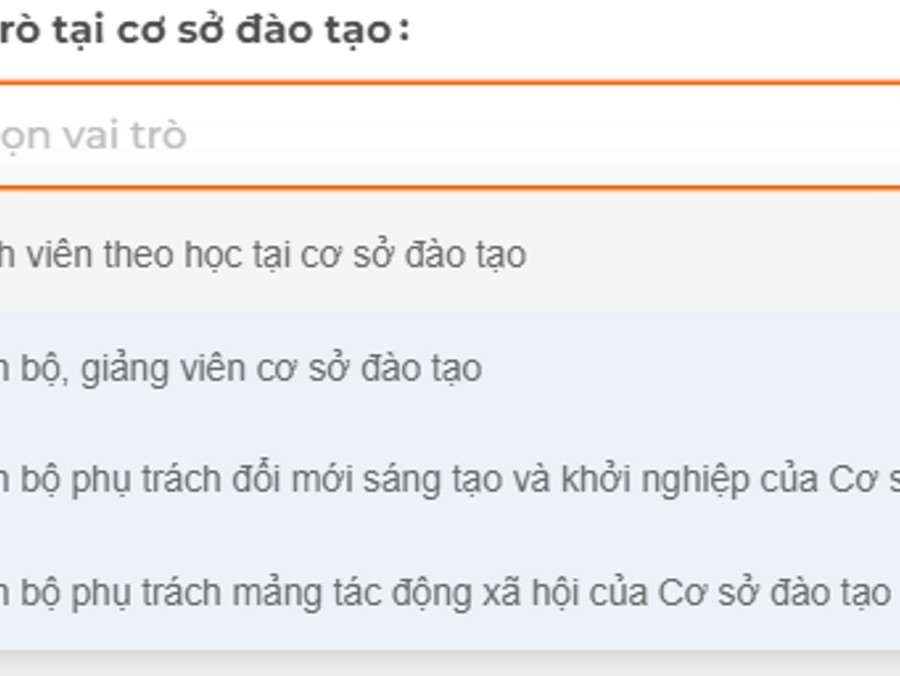 rò tại cơ sở đào tạo:
ọn vai trò
h viên theo học tại cơ sở đào tạo
n bộ, giảng viên cơ sở đào tạo
n bộ phụ trách đổi mới sáng tạo và khởi nghiệp của Cơ s
n bộ phụ trách mảng tác động xã hội của Cơ sở đào tạo